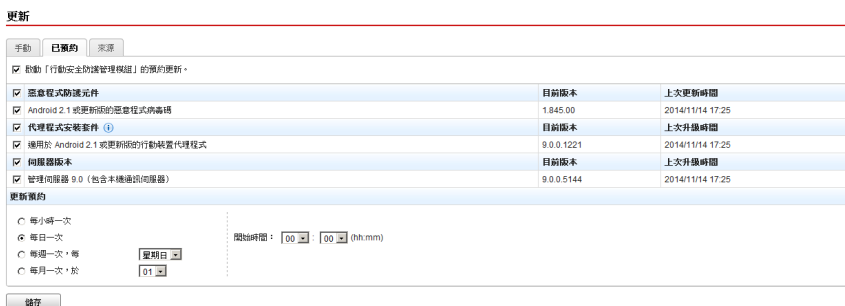 更新
手動 已預約 來源
啟動「行動安全防護管理模組」的預約更新。
惡意程式防護元件 目前版本 上次更新時間
Android 2.1 或更新版的惡意程式病毒碼 1.845.00 2014/11/14 17:25
代理程式安裝套件 目前版本 上次升級時間
適用於 Android 2.1 或更新版的行動裝置代理程式 9.0.0.1221 2014/11/14 17:25
伺服器版本 目前版本 上次升級時間
管理伺服器 9.0（包含本機通訊伺服器） 9.0.0.5144 2014/11/14 17:25
更新預約
每小時一次
每日一次 開始時間： 00 : 00 (hh:mm)
每週一次，每 星期日
每月一次，於 01
儲存